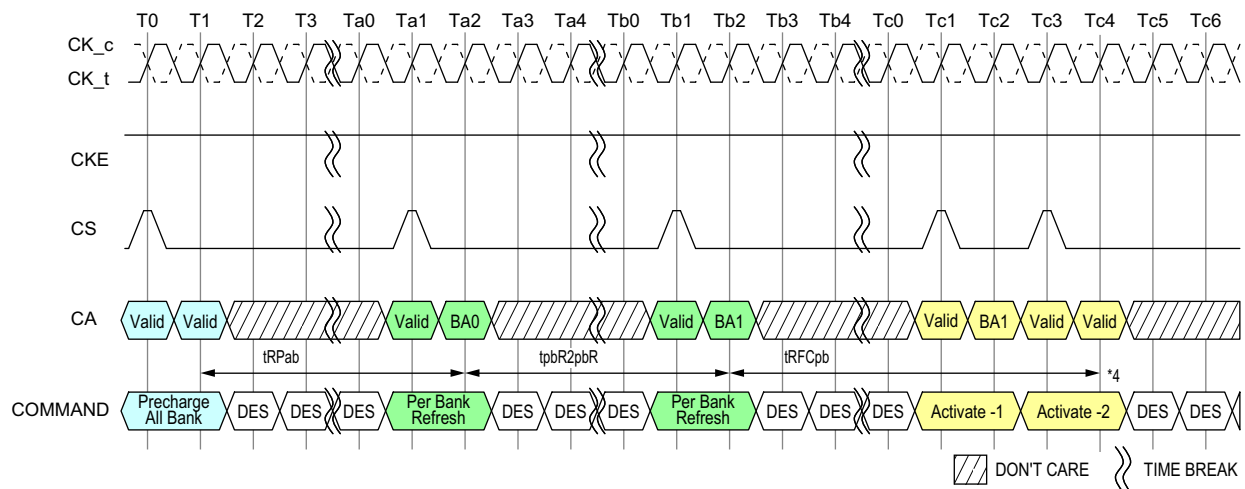 T0 T1 T2 T3 Ta0 Ta1 Ta2 Ta3 Ta4 Tb0 Tb1 Tb2 Tb3 Tb4 Tc0 Tc1 Tc2 Tc3 Tc4 Tc5 Tc6
CK_c
CK_t
CKE
CS
CA Valid Valid Valid BA0 Valid BA1 Valid BA1 Valid Valid
tRPab tpbR2pbR tRFCpb *4
COMMAND Precharge All Bank DES DES DES Per Bank Refresh DES DES DES Per Bank Refresh DES DES DES Activate -1 Activate -2 DES DES
DON'T CARE TIME BREAK